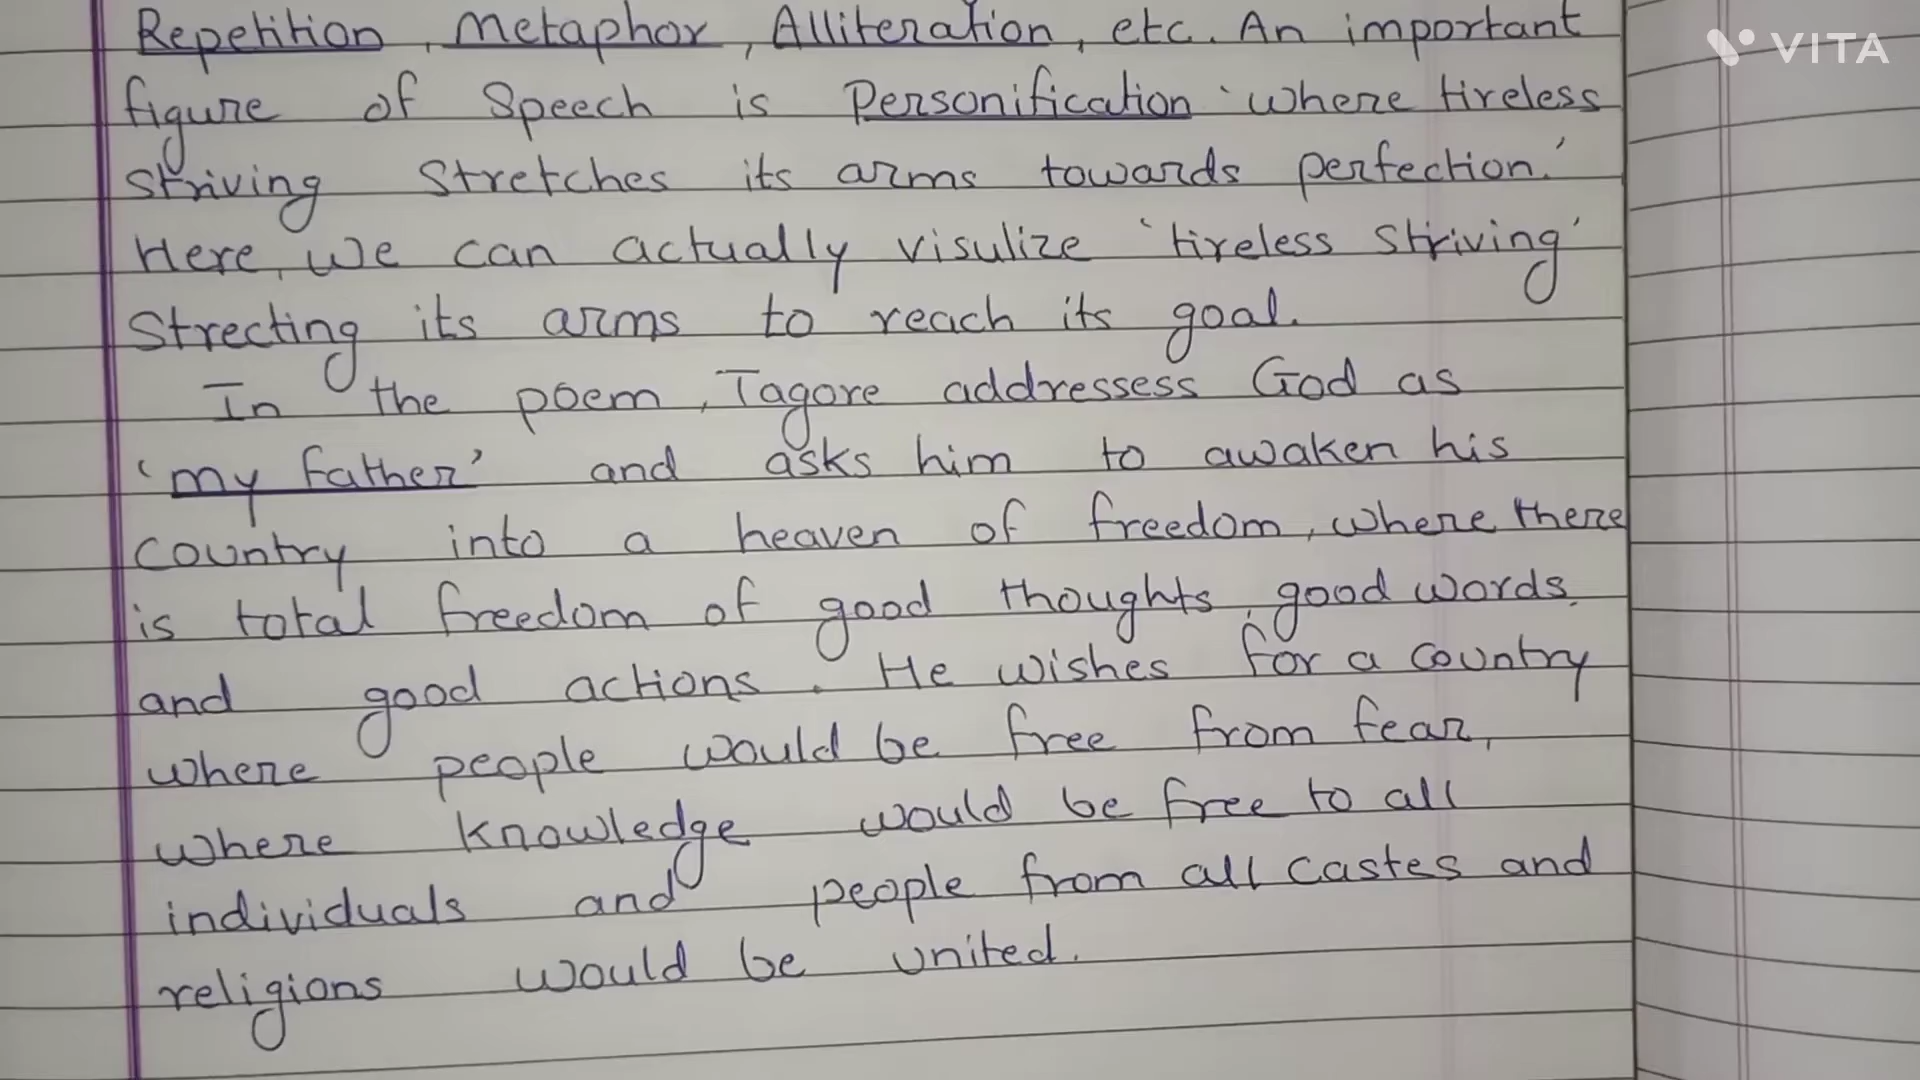 Repetition, Metaphor, Alliteration, etc. An important
VITA
figure of Speech is Personification 'where tireless
striving stretches its arms towards perfection.'
Here, we can actually visulize 'tireless striving'
Strecting its arms to reach its goal.
In the poem, Tagore addressess God as
'my father' and asks him to awaken his
country into a heaven of freedom, where there
is total freedom of good thoughts, good words,
and good actions. He wishes for a country
where people would be free from fear,
where knowledge would be free to all
individuals and people from all castes and
religions would be united.